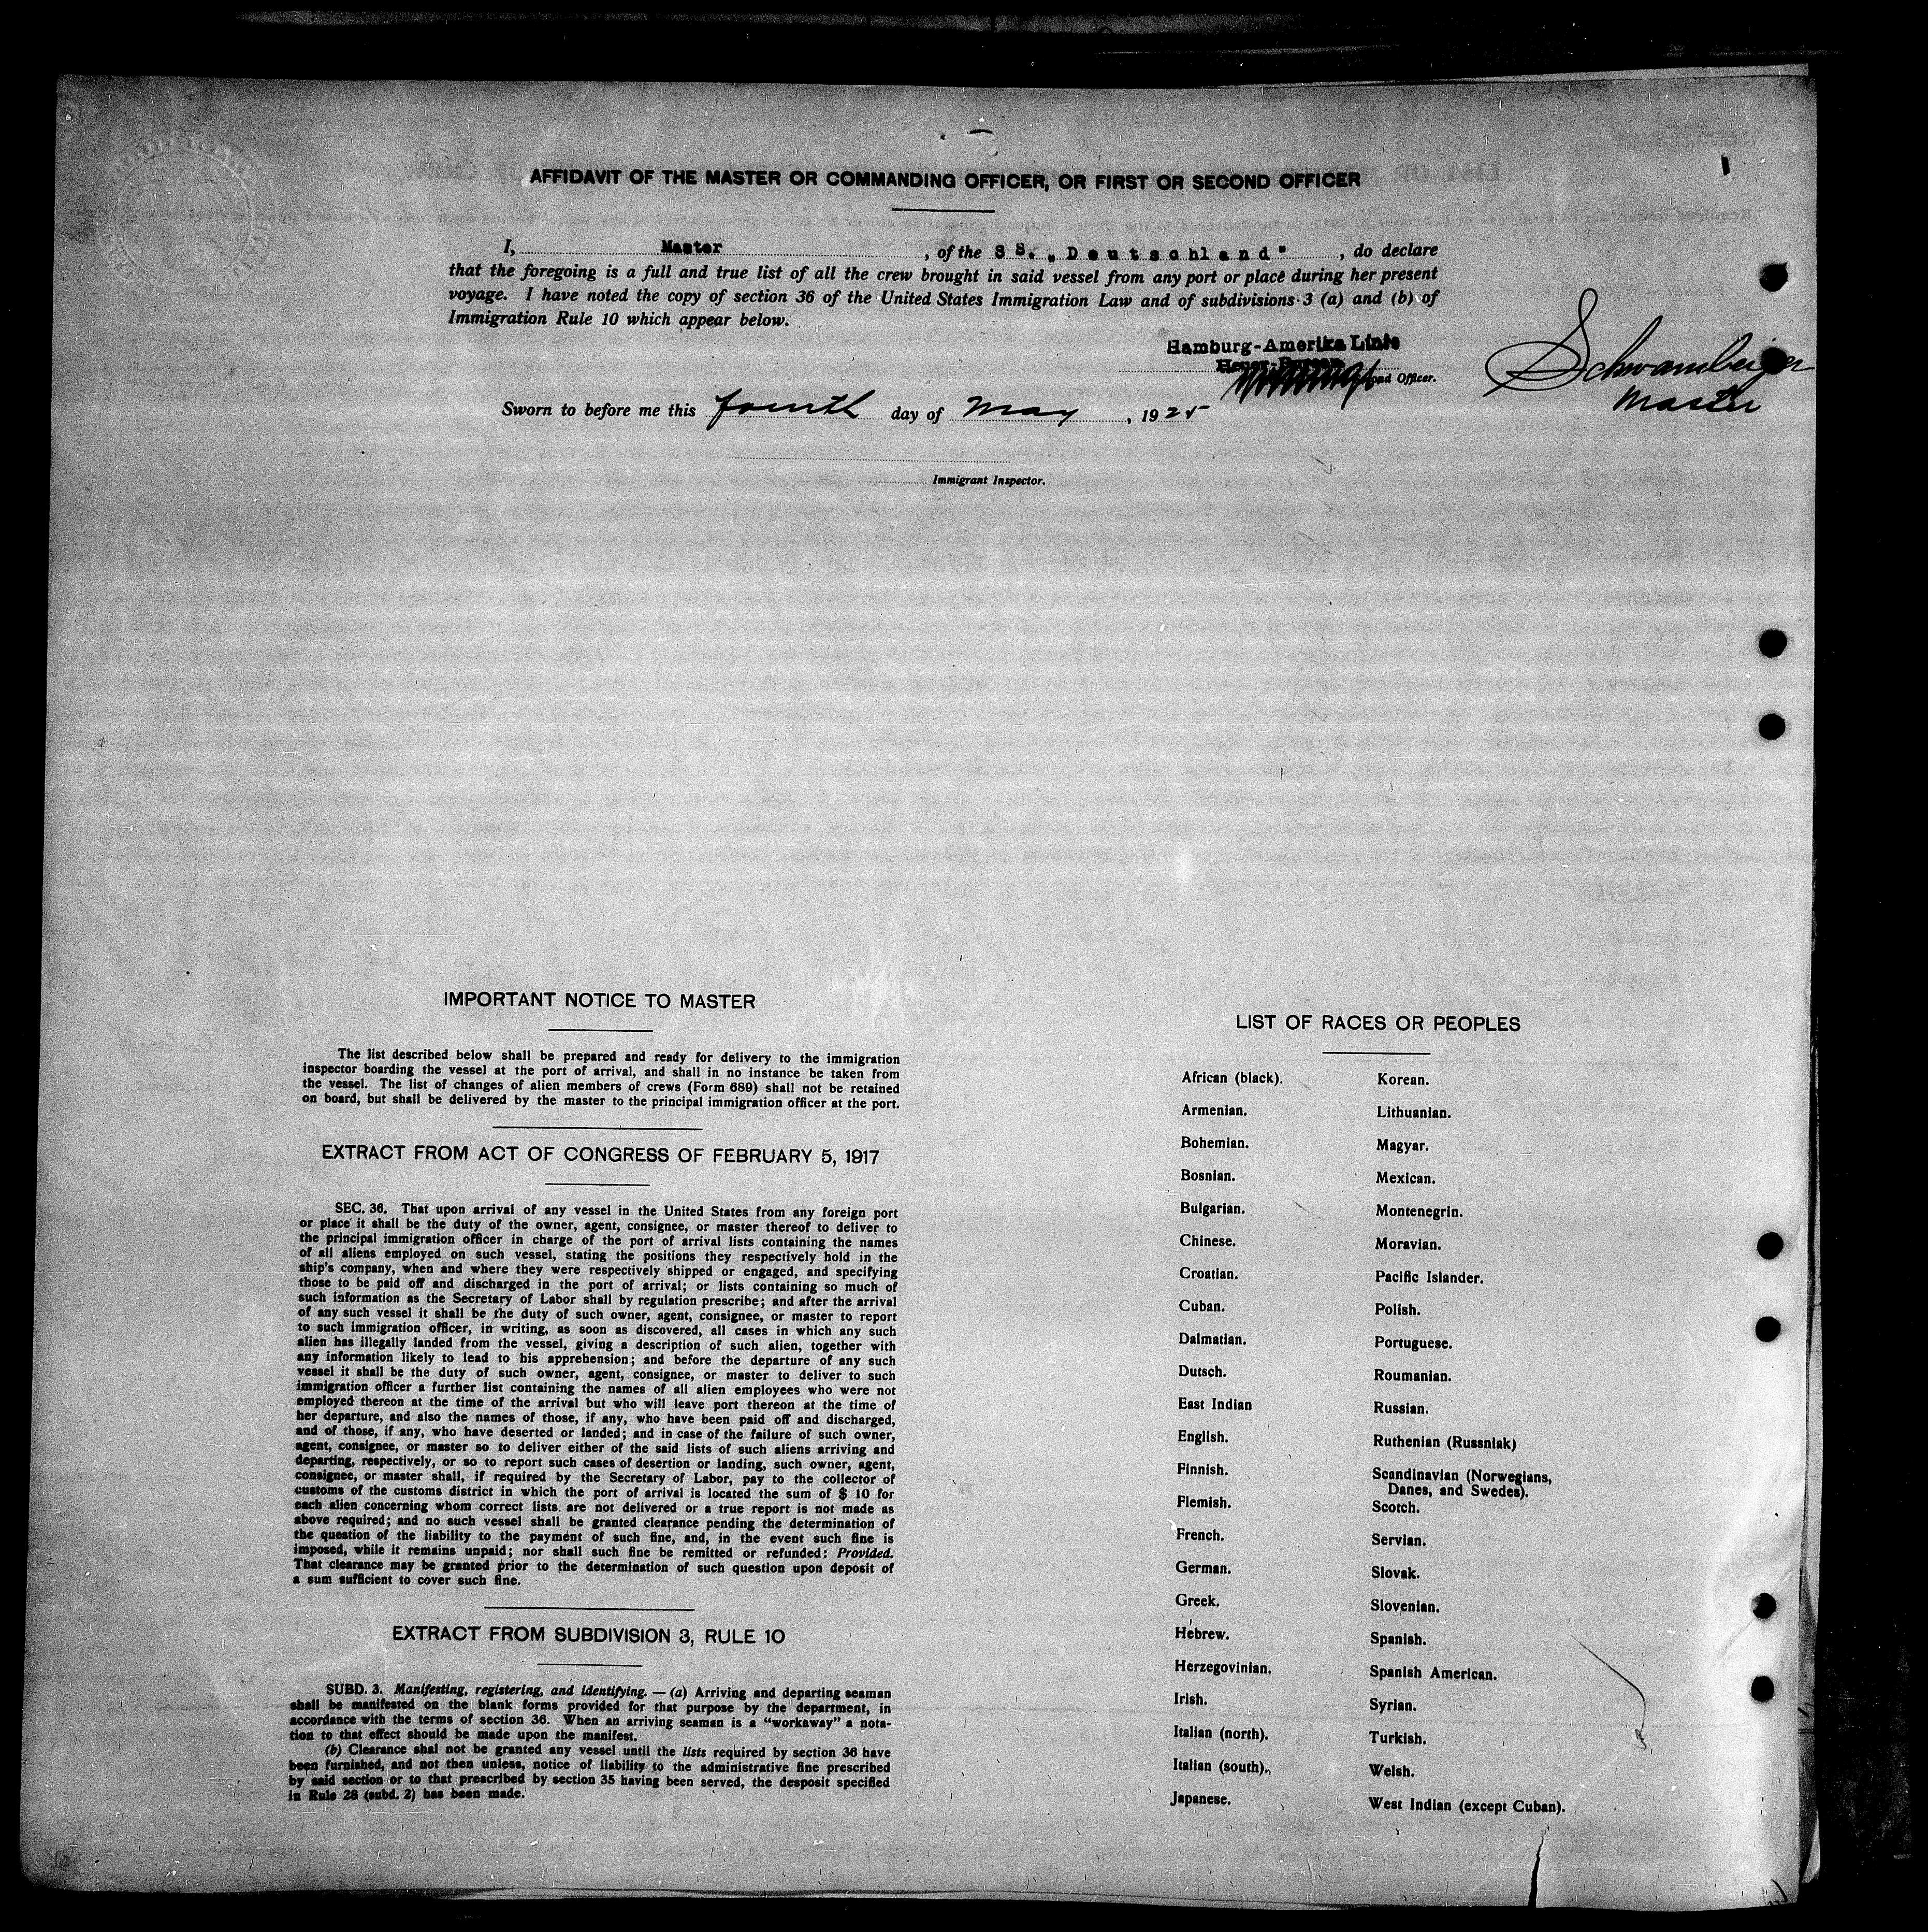 AFFIDAVIT OF THE MASTER OR COMMANDING OFFICER, OR FIRST OR SECOND OFFICER
I, Master, of the S S. „Deutschland", do declare
that the foregoing is a full and true list of all the crew brought in said vessel from any port or place during her present
voyage. I have noted the copy of section 36 of the United States Immigration Law and of subdivisions 3 (a) and (b) of
Immigration Rule 10 which appear below.
Hamburg-Amerika Linie
Officer.
Master
Sworn to before me this fourth day of May, 1925
Immigrant Inspector.
IMPORTANT NOTICE TO MASTER
The list described below shall be prepared and ready for delivery to the immigration
inspector boarding the vessel at the port of arrival, and shall in no instance be taken from
the vessel. The list of changes of alien members of crews (Form 689) shall not be retained
on board, but shall be delivered by the master to the principal immigration officer at the port.
EXTRACT FROM ACT OF CONGRESS OF FEBRUARY 5, 1917
SEC. 36. That upon arrival of any vessel in the United States from any foreign port
or place it shall be the duty of the owner, agent, consignee, or master thereof to deliver to
the principal immigration officer in charge of the port of arrival lists containing the names
of all aliens employed on such vessel, stating the positions they respectively hold in the
ship's company, when and where they were respectively shipped or engaged, and specifying
those to be paid off and discharged in the port of arrival; or lists containing so much of
such information as the Secretary of Labor shall by regulation prescribe; and after the arrival
of any such vessel it shall be the duty of such owner, agent, consignee, or master to report
to such immigration officer, in writing, as soon as discovered, all cases in which any such
alien has illegally landed from the vessel, giving a description of such alien, together with
any information likely to lead to his apprehension; and before the departure of any such
vessel it shall be the duty of such owner, agent, consignee, or master to deliver to such
immigration officer a further list containing the names of all alien employees who were not
employed thereon at the time of the arrival but who will leave port thereon at the time of
her departure, and also the names of those, if any, who have been paid off and discharged,
and of those, if any, who have deserted or landed; and in case of the failure of such owner,
agent, consignee, or master so to deliver either of the said lists of such aliens arriving and
departing, respectively, or so to report such cases of desertion or landing, such owner, agent,
consignee, or master shall, if required by the Secretary of Labor, pay to the collector of
customs of the customs district in which the port of arrival is located the sum of $ 10 for
each alien concerning whom correct lists are not delivered or a true report is not made as
above required; and no such vessel shall be granted clearance pending the determination of
the question of the liability to the payment of such fine, and, in the event such fine is
imposed, while it remains unpaid; nor shall such fine be remitted or refunded: Provided.
That clearance may be granted prior to the determination of such question upon deposit of
a sum sufficient to cover such fine.
EXTRACT FROM SUBDIVISION 3, RULE 10
SUBD. 3. Manifesting, registering, and identifying. — (a) Arriving and departing seaman
shall be manifested on the blank forms provided for that purpose by the department, in
accordance with the terms of section 36. When an arriving seaman is a "workaway" a nota-
tion to that effect should be made upon the manifest.
(b) Clearance shal not be granted any vessel until the lists required by section 36 have
been furnished, and not then unless, notice of liability to the administrative fine prescribed
by said section or to that prescribed by section 35 having been served, the desposit specified
in Rule 28 (subd. 2) has been made.
LIST OF RACES OR PEOPLES
African (black).
Armenian.
Bohemian.
Bosnian.
Bulgarian.
Chinese.
Croatian.
Cuban.
Dalmatian.
Dutsch.
East Indian
English.
Finnish.
Flemish.
French.
German.
Greek.
Hebrew.
Herzegovinian.
Irish.
Italian (north).
Italian (south).
Japanese.
Korean.
Lithuanian.
Magyar.
Mexican.
Montenegrin.
Moravian.
Pacific Islander.
Polish.
Portuguese.
Roumanian.
Russian.
Ruthenian (Russniak)
Scandinavian (Norwegians,
Danes, and Swedes).
Scotch.
Servian.
Slovak.
Slovenian.
Spanish.
Spanish American.
Syrian.
Turkish.
Welsh.
West Indian (except Cuban).